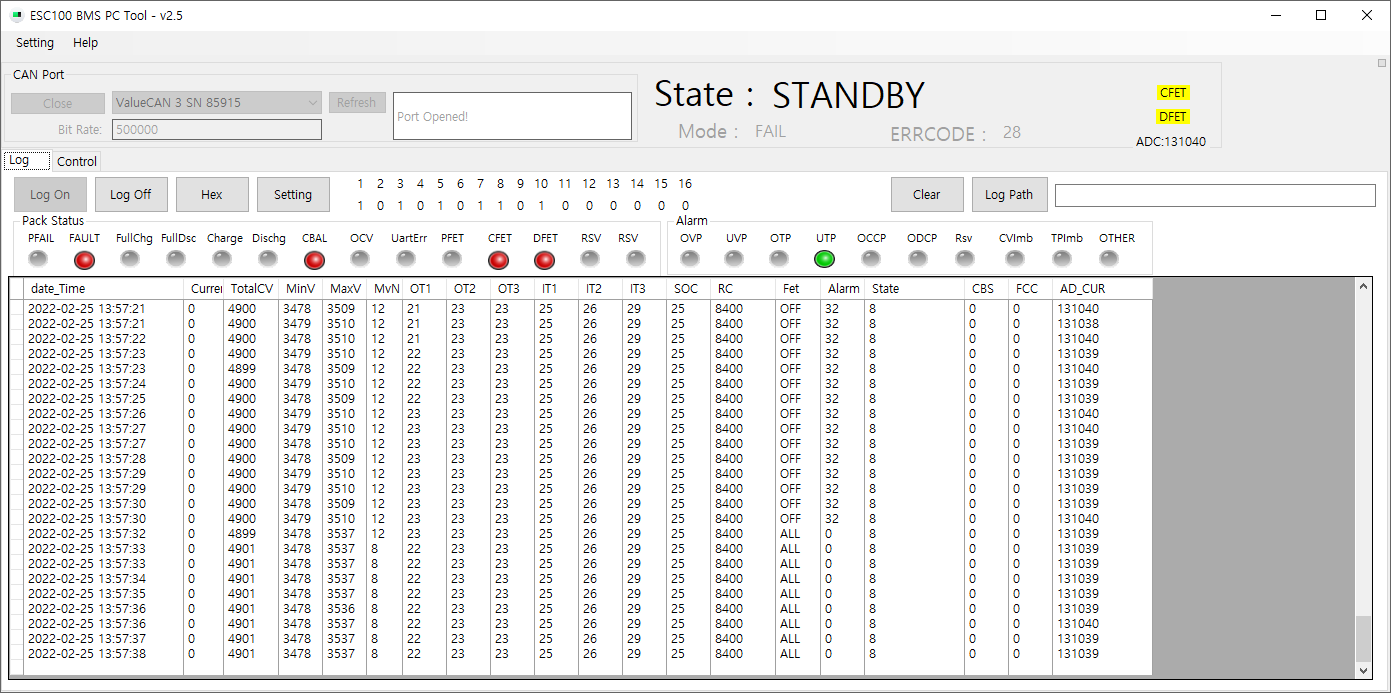 ESC100 BMS PC Tool - v2.5
Setting Help
CAN Port
Close ValueCAN 3 SN 85915 Refresh Port Opened!
Bit Rate: 500000
State : STANDBY
Mode : FAIL ERRCODE : 28
CFET
DFET
ADC:131040
Log Control
Log On Log Off Hex Setting
1 2 3 4 5 6 7 8 9 10 11 12 13 14 15 16
1 0 1 0 1 0 1 1 0 1 0 0 0 0 0 0
Clear Log Path
Pack Status
PFAIL FAULT FullChg FullDsc Charge Dischg CBAL OCV UartErr PFET CFET DFET RSV RSV
Alarm
OVP UVP OTP UTP OCCP ODCP Rsv CVImb TPImb OTHER
date_Time Currer TotalCV MinV MaxV MvN OT1 OT2 OT3 IT1 IT2 IT3 SOC RC Fet Alarm State CBS FCC AD_CUR
2022-02-25 13:57:21 0 4900 3478 3509 12 21 23 23 25 26 29 25 8400 OFF 32 8 0 0 131040
2022-02-25 13:57:21 0 4900 3479 3510 12 21 23 23 25 26 29 25 8400 OFF 32 8 0 0 131038
2022-02-25 13:57:22 0 4900 3478 3510 12 21 23 23 25 26 29 25 8400 OFF 32 8 0 0 131040
2022-02-25 13:57:23 0 4900 3479 3510 12 22 23 23 25 26 29 25 8400 OFF 32 8 0 0 131039
2022-02-25 13:57:23 0 4899 3478 3509 12 22 23 23 25 26 29 25 8400 OFF 32 8 0 0 131040
2022-02-25 13:57:24 0 4900 3479 3510 12 22 23 23 25 26 29 25 8400 OFF 32 8 0 0 131039
2022-02-25 13:57:25 0 4900 3478 3509 12 22 23 23 25 26 29 25 8400 OFF 32 8 0 0 131039
2022-02-25 13:57:26 0 4900 3479 3510 12 23 23 23 25 26 29 25 8400 OFF 32 8 0 0 131040
2022-02-25 13:57:27 0 4900 3478 3510 12 23 23 23 25 26 29 25 8400 OFF 32 8 0 0 131040
2022-02-25 13:57:27 0 4900 3478 3510 12 23 23 23 25 26 29 25 8400 OFF 32 8 0 0 131039
2022-02-25 13:57:28 0 4900 3478 3509 12 23 23 23 25 26 29 25 8400 OFF 32 8 0 0 131039
2022-02-25 13:57:29 0 4900 3479 3510 12 23 23 23 25 26 29 25 8400 OFF 32 8 0 0 131039
2022-02-25 13:57:29 0 4900 3479 3510 12 23 23 23 25 26 29 25 8400 OFF 32 8 0 0 131039
2022-02-25 13:57:30 0 4900 3478 3509 12 23 23 23 25 26 29 25 8400 OFF 32 8 0 0 131039
2022-02-25 13:57:30 0 4900 3479 3510 12 23 23 23 25 26 29 25 8400 OFF 32 8 0 0 131040
2022-02-25 13:57:32 0 4899 3478 3537 12 23 23 23 25 26 29 25 8400 ALL 0 8 0 0 131039
2022-02-25 13:57:33 0 4901 3478 3537 8 22 23 23 25 26 29 25 8400 ALL 0 8 0 0 131039
2022-02-25 13:57:33 0 4901 3478 3537 8 22 23 23 25 26 29 25 8400 ALL 0 8 0 0 131039
2022-02-25 13:57:34 0 4901 3478 3537 8 22 23 23 25 26 29 25 8400 ALL 0 8 0 0 131039
2022-02-25 13:57:35 0 4901 3478 3537 8 22 23 23 25 26 29 25 8400 ALL 0 8 0 0 131039
2022-02-25 13:57:36 0 4901 3478 3536 8 22 23 23 25 26 29 25 8400 ALL 0 8 0 0 131039
2022-02-25 13:57:36 0 4901 3478 3537 8 22 23 23 25 26 29 25 8400 ALL 0 8 0 0 131040
2022-02-25 13:57:37 0 4901 3478 3537 8 22 23 23 25 26 29 25 8400 ALL 0 8 0 0 131039
2022-02-25 13:57:38 0 4901 3478 3537 8 22 23 23 25 26 29 25 8400 ALL 0 8 0 0 131039